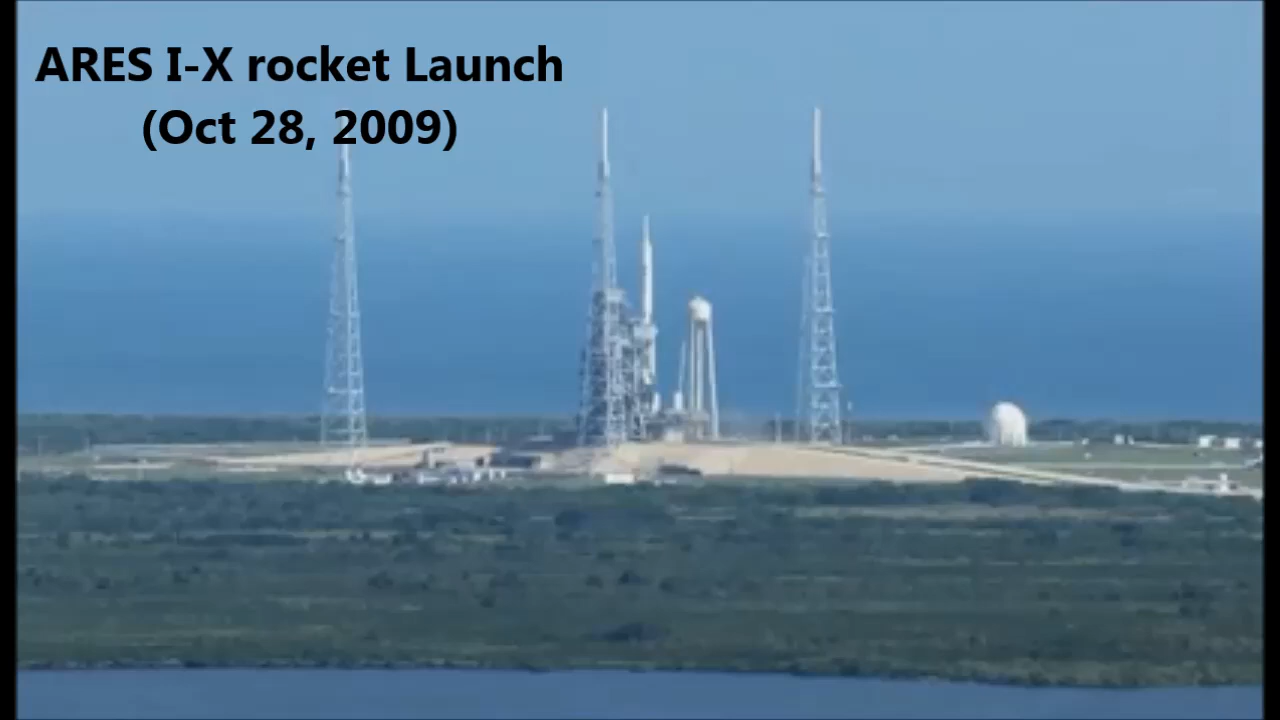 ARES I-X rocket Launch
(Oct 28, 2009)